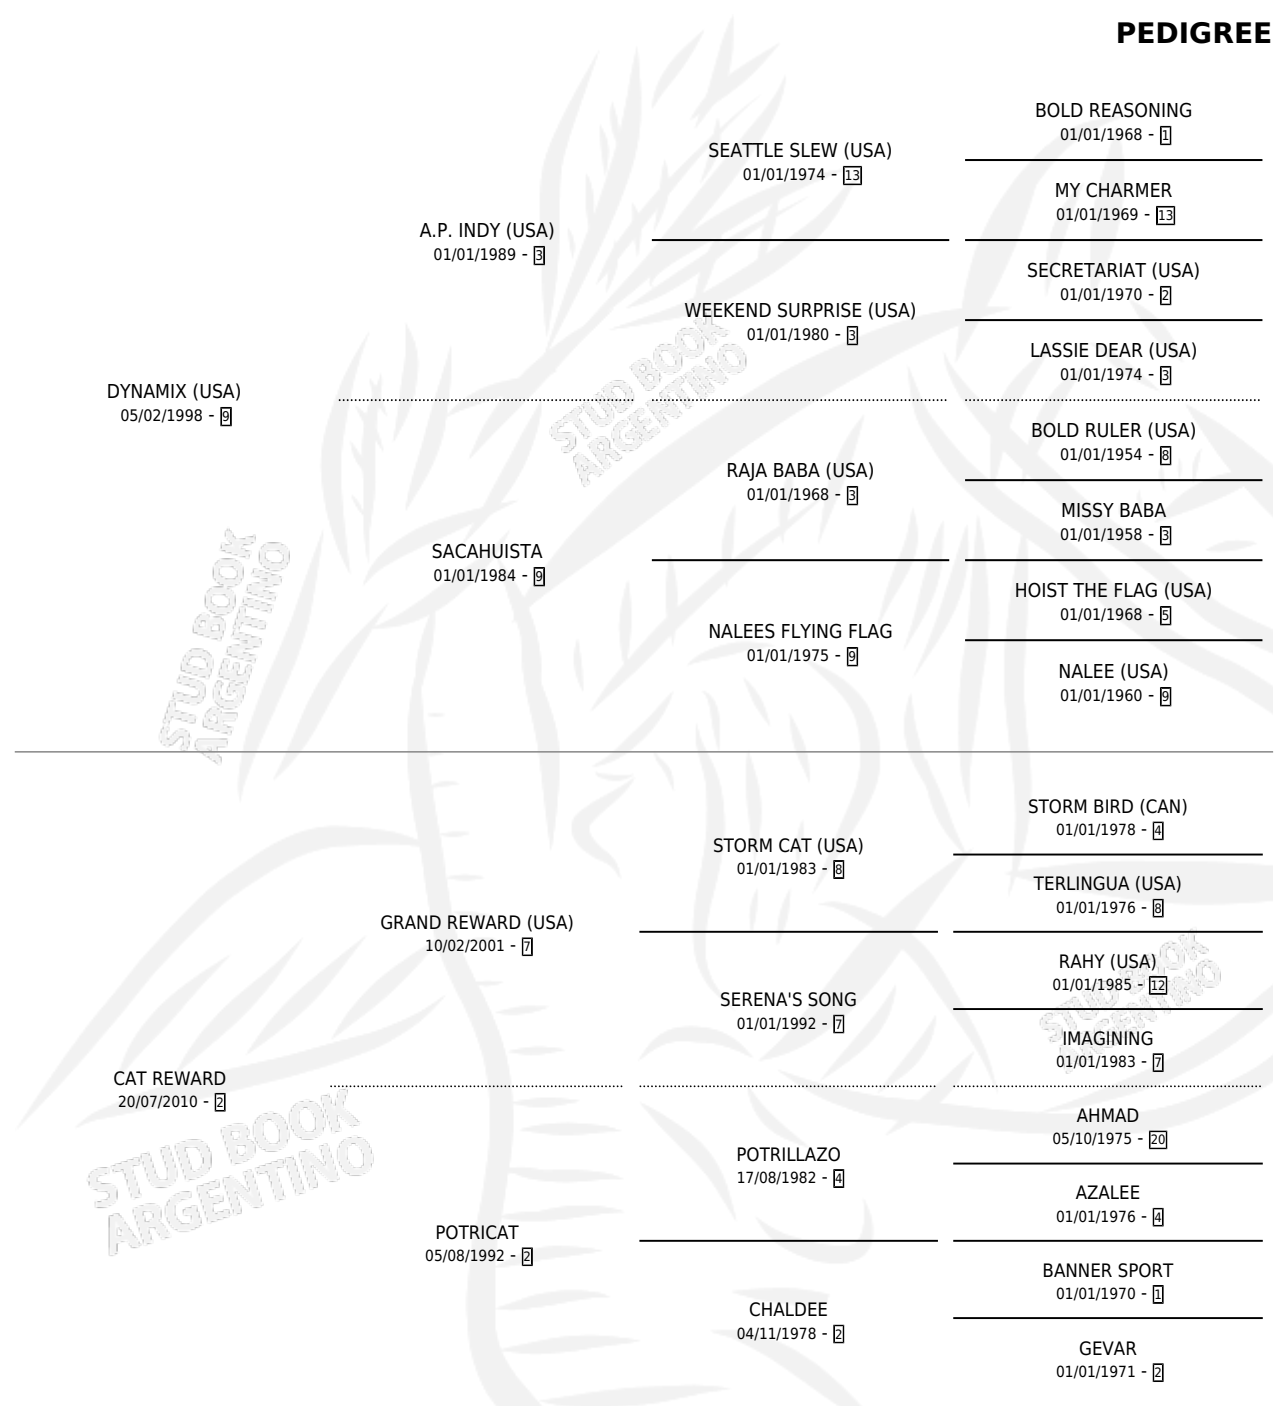 PEDIGREE
BOLD REASONING
01/01/1968 - 1
SEATTLE SLEW (USA)
01/01/1974 - 13
MY CHARMER
01/01/1969 - 13
A.P. INDY (USA)
01/01/1989 - 3
SECRETARIAT (USA)
01/01/1970 - 2
WEEKEND SURPRISE (USA)
01/01/1980 - 3
LASSIE DEAR (USA)
01/01/1974 - 3
STUD BOOK
ARGENTINO
DYNAMIX (USA)
05/02/1998 - 9
BOLD RULER (USA)
01/01/1954 - 8
RAJA BABA (USA)
01/01/1968 - 3
MISSY BABA
01/01/1958 - 3
SACAHUISTA
01/01/1984 - 9
HOIST THE FLAG (USA)
01/01/1968 - 5
NALEES FLYING FLAG
01/01/1975 - 9
NALEE (USA)
01/01/1960 - 9
STUD BOOK
ARGENTINO
STORM BIRD (CAN)
01/01/1978 - 4
STORM CAT (USA)
01/01/1983 - 8
TERLINGUA (USA)
01/01/1976 - 8
GRAND REWARD (USA)
10/02/2001 - 7
RAHY (USA)
01/01/1985 - 12
SERENA'S SONG
01/01/1992 - 7
IMAGINING
01/01/1983 - 7
STUD BOOK
ARGENTINO
CAT REWARD
20/07/2010 - 2
AHMAD
05/10/1975 - 20
POTRILLAZO
17/08/1982 - 4
AZALEE
01/01/1976 - 4
STUD BOOK
ARGENTINO
POTRICAT
05/08/1992 - 2
BANNER SPORT
01/01/1970 - 1
CHALDEE
04/11/1978 - 2
GEVAR
01/01/1971 - 2